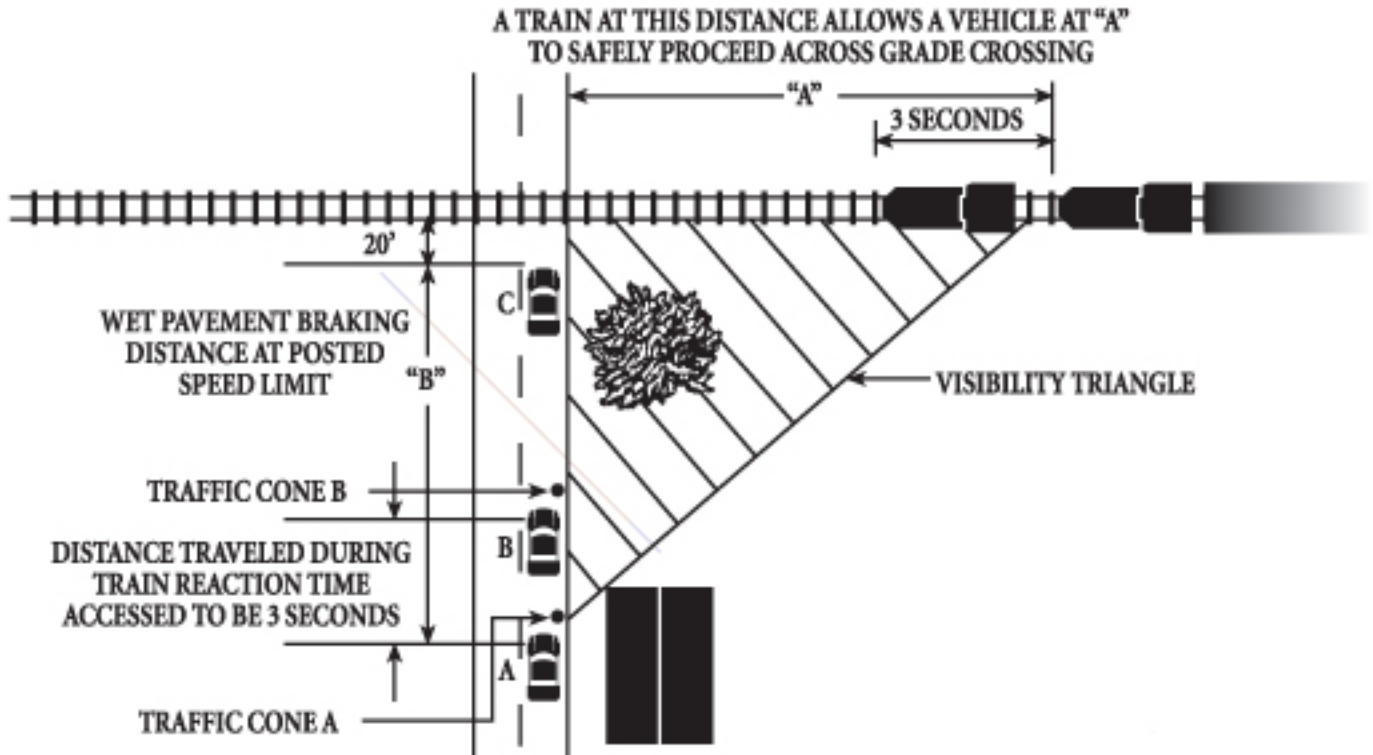 A TRAIN AT THIS DISTANCE ALLOWS A VEHICLE AT “A”
TO SAFELY PROCEED ACROSS GRADE CROSSING
“A”
3 SECONDS
20’
C
WET PAVEMENT BRAKING
DISTANCE AT POSTED
SPEED LIMIT
“B”
VISIBILITY TRIANGLE
TRAFFIC CONE B
B
DISTANCE TRAVELED DURING
TRAIN REACTION TIME
ACCESSED TO BE 3 SECONDS
A
TRAFFIC CONE A